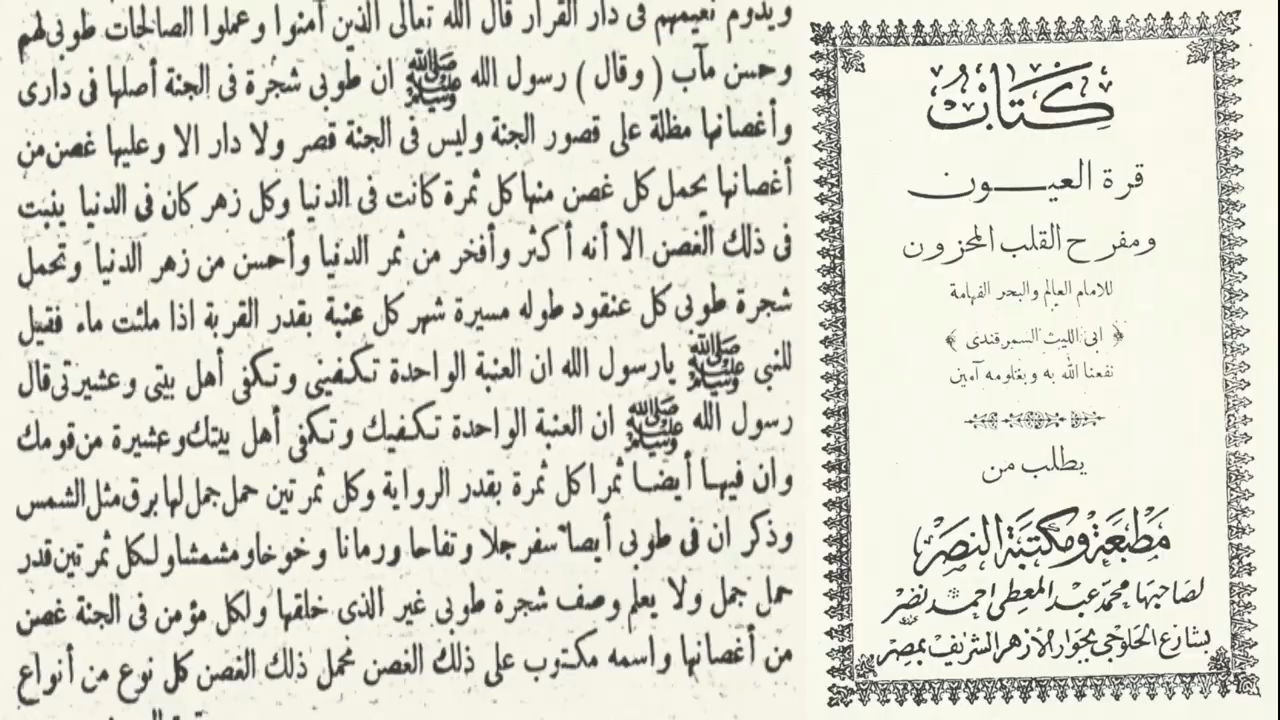 ويدوم نعيمهم فى دار القرار قال الله تعالى الذين آمنوا وعملوا الصالحات طوبى لهم
وحسن مآب (وقال) رسول الله ﷺ ان طوبى شجرة فى الجنة أصلها فى دارى
وأغصانها مظلة على قصور الجنة وليس فى الجنة قصر ولا دار الا وعليها غصن من
أغصانها يحمل كل غصن منها كل ثمرة كانت فى الدنيا وكل زهر كان فى الدنيا ينبت
فى ذلك الغصن الا أنه أكثر وأفخر من ثمر الدنيا وأحسن من زهر الدنيا وتحمل
شجرة طوبى كل عنقود طوله مسيرة شهر كل عنبة بقدر القربة اذا ملئت ماء فقيل
للنبى ﷺ يارسول الله ان العنبة الواحدة تكفينى وتكفى أهل بيتى وعشيرتى قال
رسول الله ﷺ ان العنبة الواحدة تكفيك وتكفى أهل بيتك وعشيرة من قومك
وان فيها أيضا ثمرا كل ثمرة بقدر الرواية وكل ثمرتين حمل جمل لها برق مثل الشمس
وذكر ان فى طوبى أيضا سفرجلا وتفاحا ورمانا وخوخا ومشمشا ولكل ثمرتين قدر
حمل جمل ولا يعلم وصف شجرة طوبى غير الذى خلقها ولكل مؤمن فى الجنة غصن
من أغصانها واسمه مكتوب على ذلك الغصن محمل ذلك الغصن كل نوع من أنواع
كتاب
قرة العيون
ومفرح القلب المحزون
للامام العالم والبحر الفهامة
﴿ ابى الليث السمرقندى ﴾
نفعنا الله به وبعلومه آمين
يطلب من
مطبعة ومكتبة النصر
لصاحبها محمد عبد المعطى احمد نصر
بشارع الحلوجى بجوار الازهر الشريف بمصر